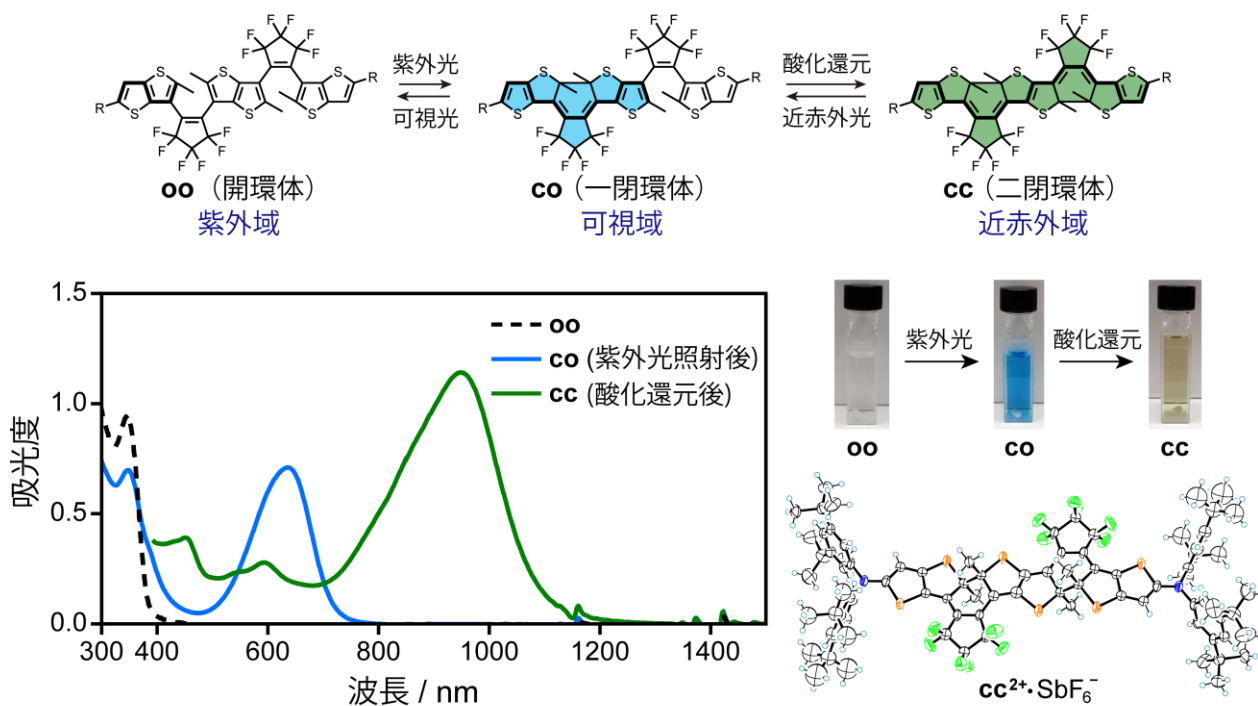 紫外光
可視光
酸化還元
近赤外光
F F F F F F
S S S S S S
R R
F F F F F F
F F F F F F
S S S S S S
R R
F F F F F F
F F F F F F
S S S S S S
R R
F F F F F F
oo (開環体)
紫外域
co (一閉環体)
可視域
cc (二閉環体)
近赤外域
1.5
1.0
0.5
0.0
吸光度
300 400 600 800 1000 1200 1400
波長 / nm
oo
co (紫外光照射後)
cc (酸化還元後)
紫外光
酸化還元
oo
co
cc
cc²⁺・SbF₆⁻